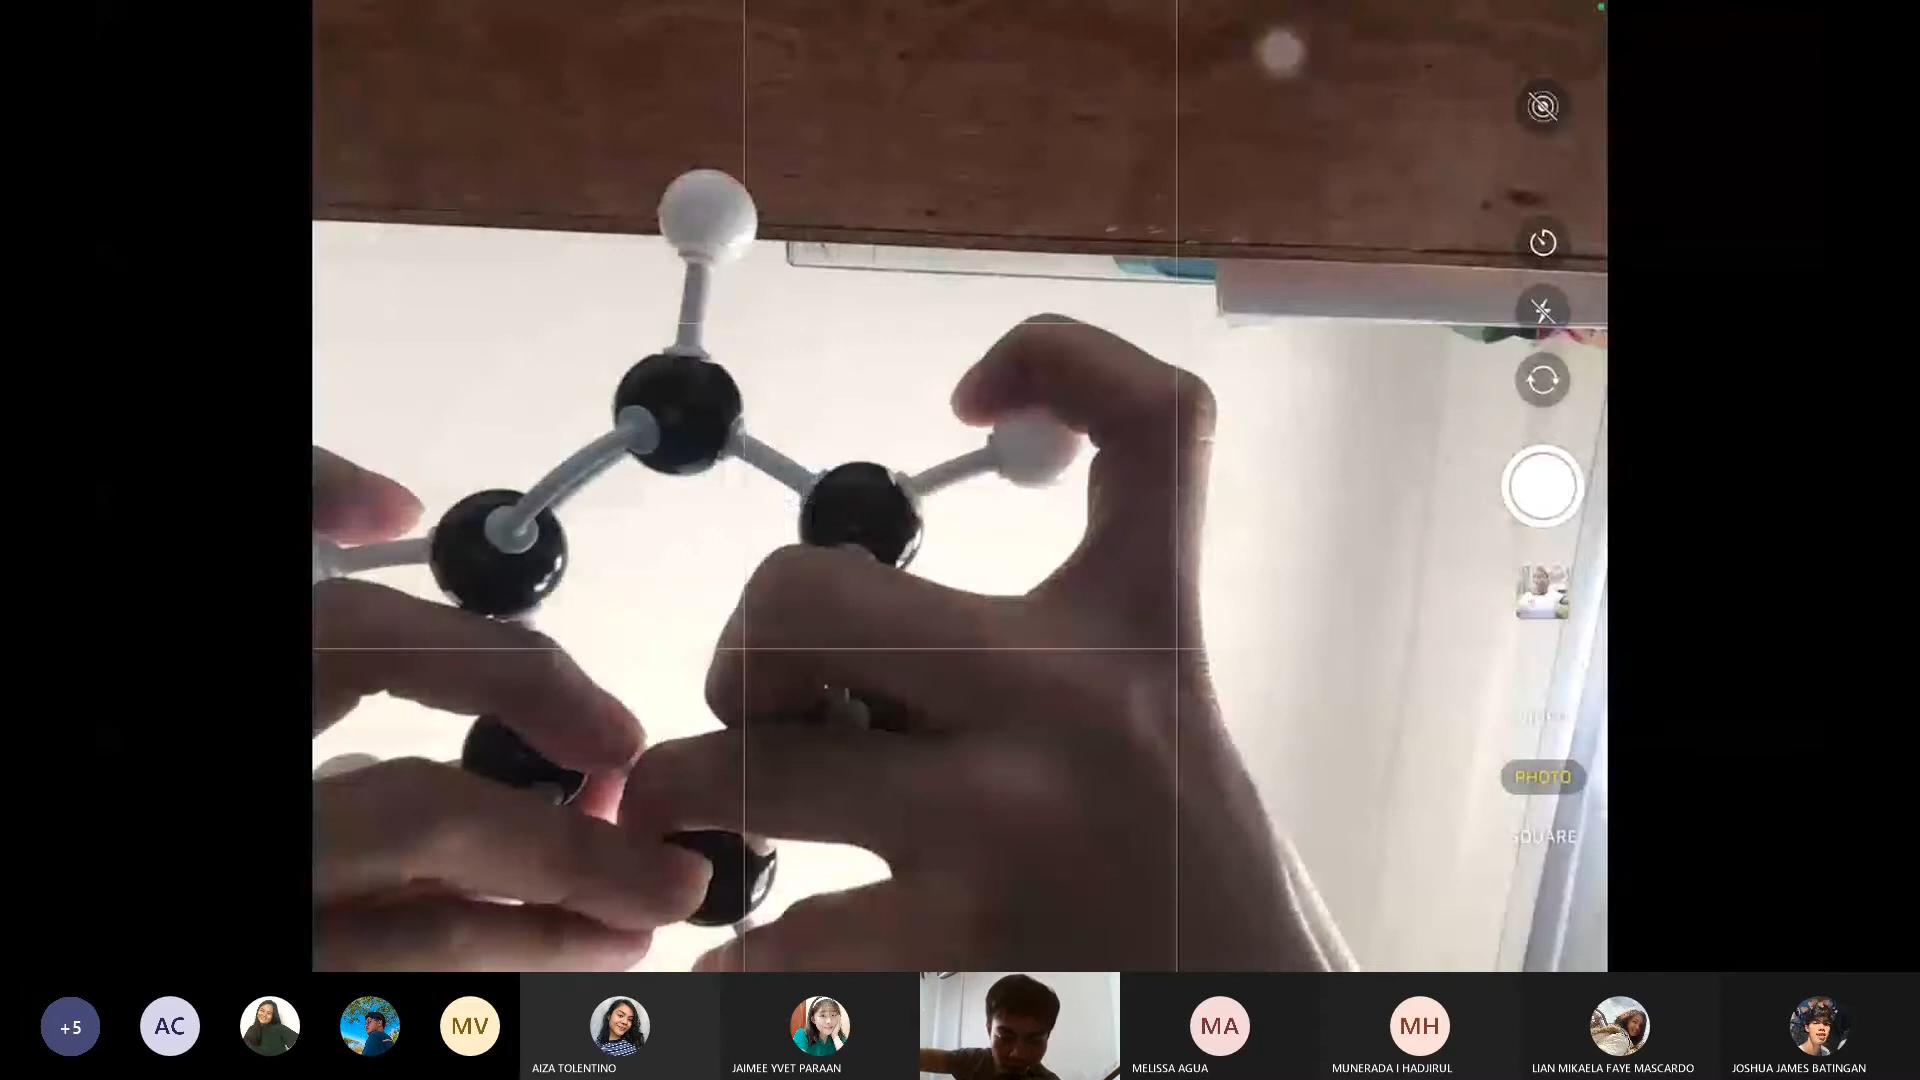 VIDEO
PHOTO
SQUARE
+5
AC
MV
AIZA TOLENTINO
JAIMEE YVET PARAAN
MA
MELISSA AGUA
MH
MUNERADA I HADJIRUL
LIAN MIKAELA FAYE MASCARDO
JOSHUA JAMES BATINGAN